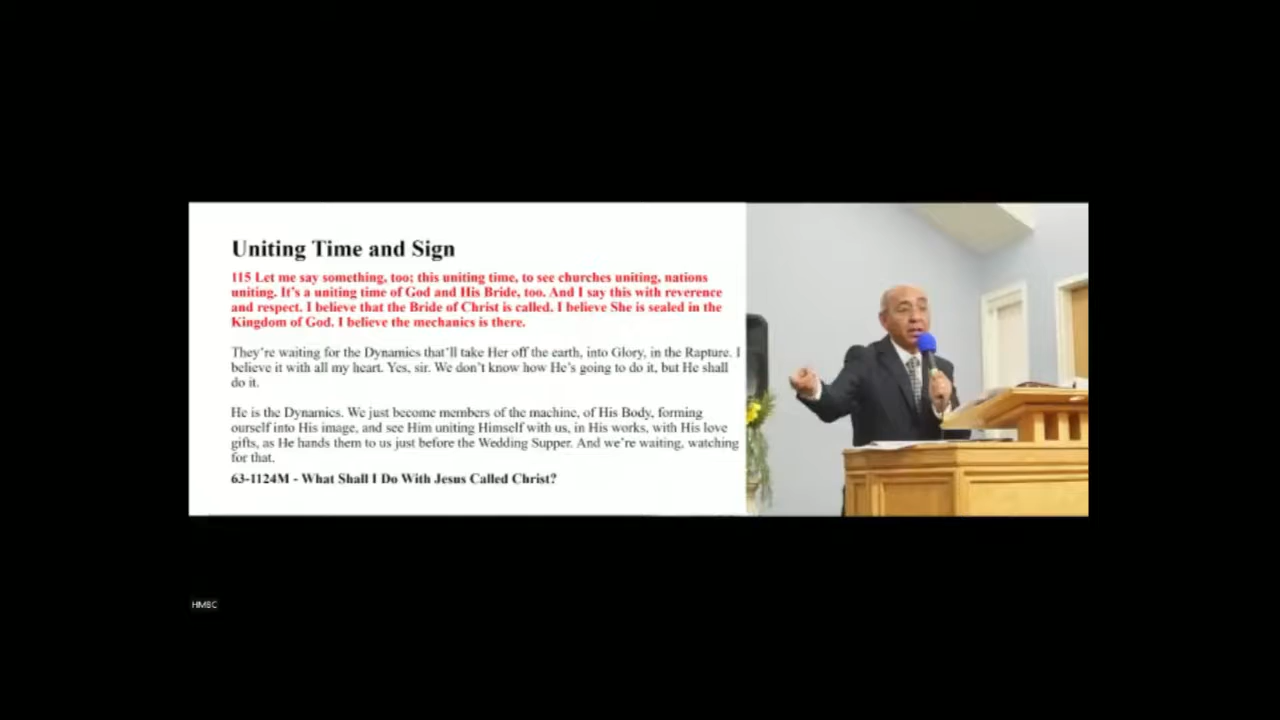 Uniting Time and Sign
115 Let me say something, too; this uniting time, to see churches uniting, nations
uniting. It's a uniting time of God and His Bride, too. And I say this with reverence
and respect. I believe that the Bride of Christ is called. I believe She is sealed in the
Kingdom of God. I believe the mechanics is there.
They're waiting for the Dynamics that'll take Her off the earth, into Glory, in the Rapture. I
believe it with all my heart. Yes, sir. We don't know how He's going to do it, but He shall
do it.
He is the Dynamics. We just become members of the machine, of His Body, forming
ourself into His image, and see Him uniting Himself with us, in His works, with His love
gifts, as He hands them to us just before the Wedding Supper. And we're waiting, watching
for that.
63-1124M - What Shall I Do With Jesus Called Christ?
HMBC